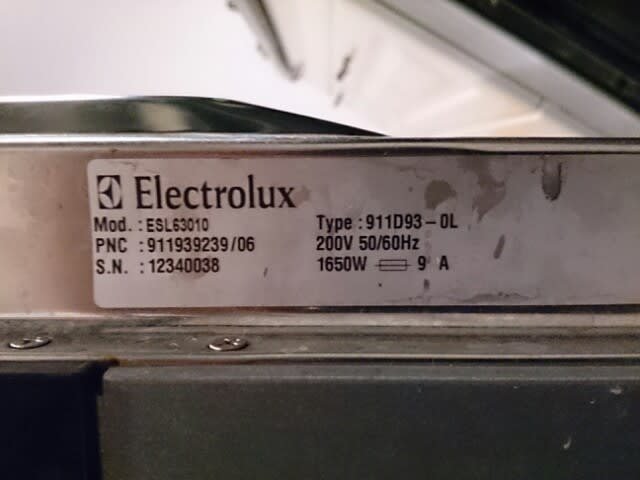 Electrolux
Mod. : ESL63010
PNC : 911939239/06
S.N. : 12340038
Type : 911D93-0L
200V 50/60Hz
1650W 9 A